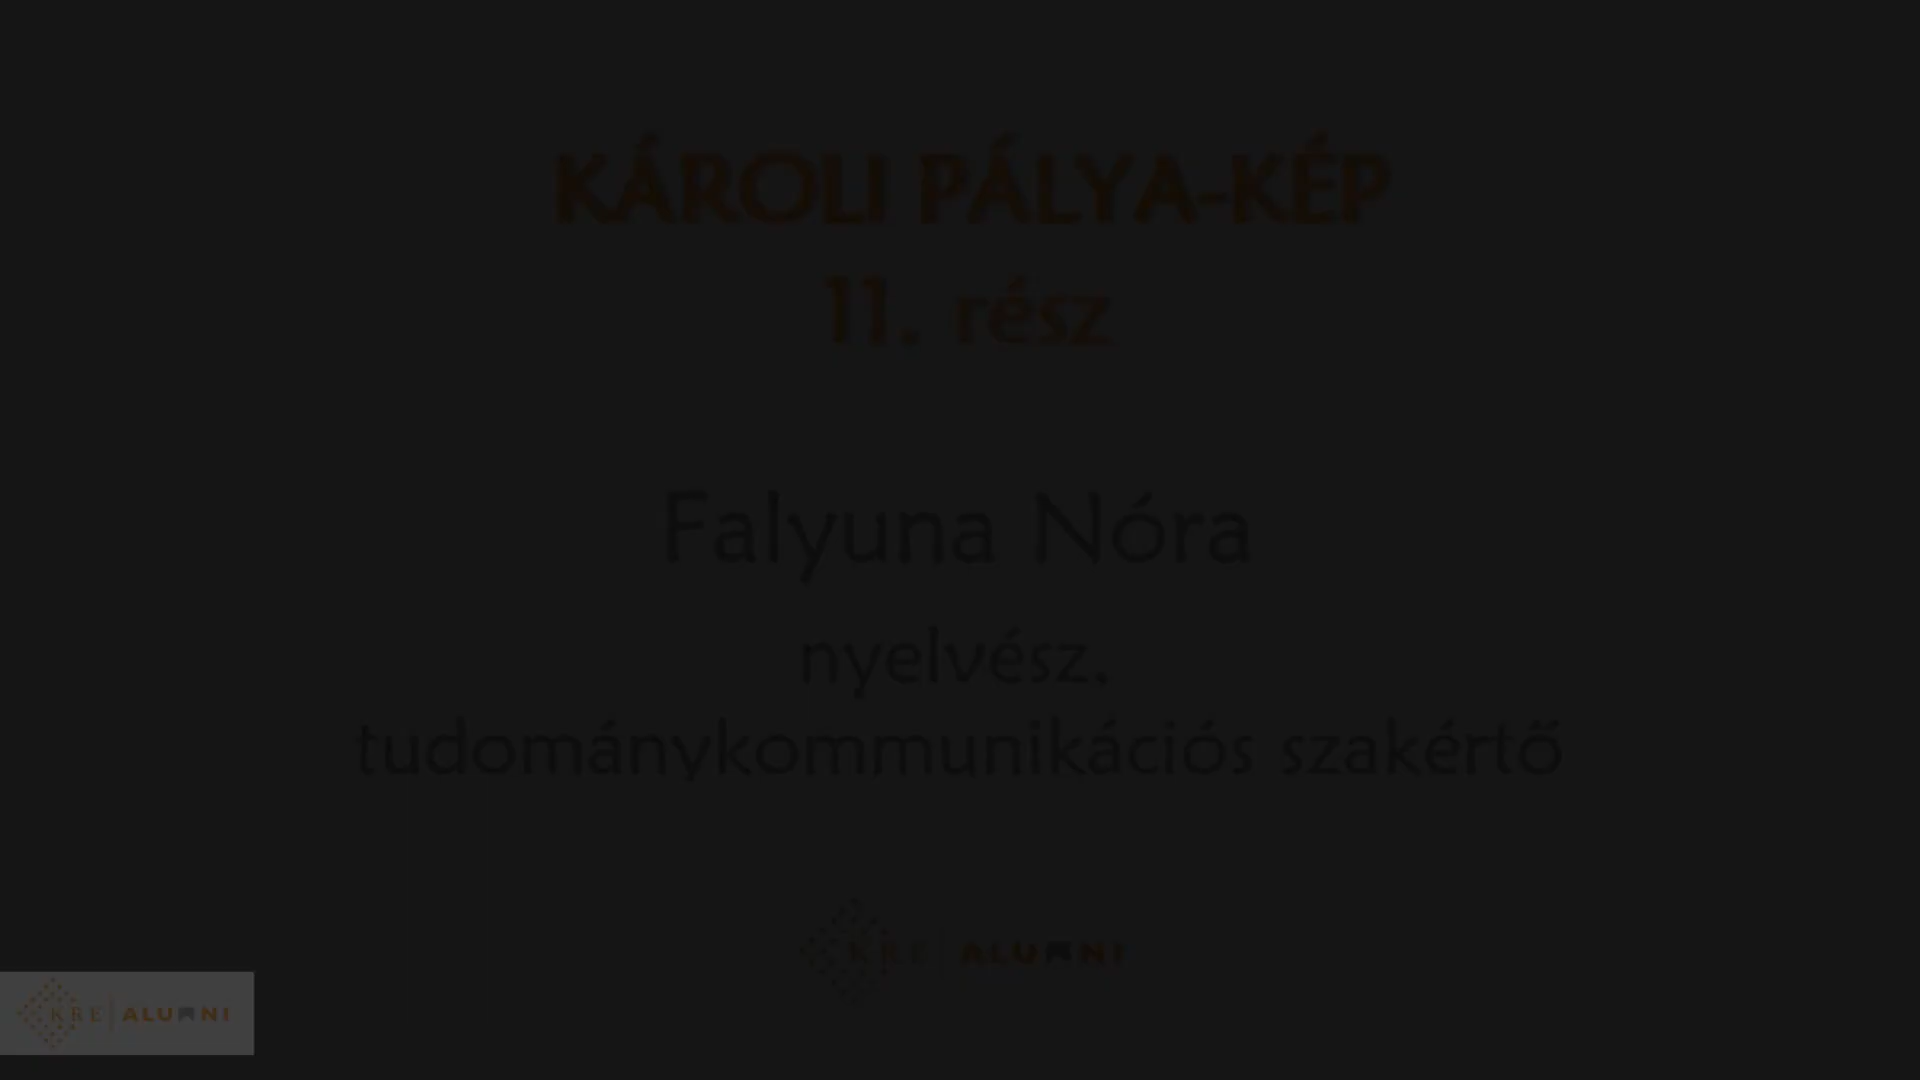 KÁROLI PÁLYA-KÉP
11. rész
Falyuna Nóra
nyelvész,
tudománykommunikációs szakértő
KRE | ALUMNI
KRE | ALUMNI